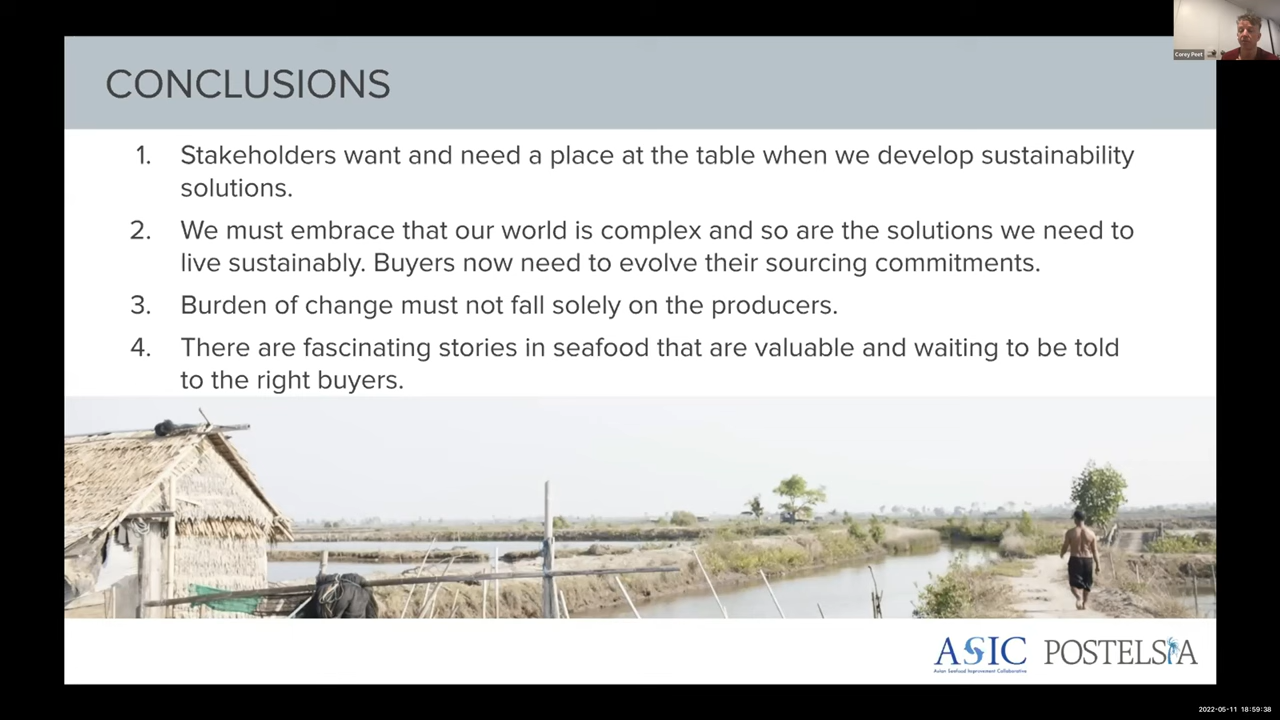 Corey Peet
CONCLUSIONS
1. Stakeholders want and need a place at the table when we develop sustainability
solutions.
2. We must embrace that our world is complex and so are the solutions we need to
live sustainably. Buyers now need to evolve their sourcing commitments.
3. Burden of change must not fall solely on the producers.
4. There are fascinating stories in seafood that are valuable and waiting to be told
to the right buyers.
ASIC POSTELSIA
Asian Seafood Improvement Collaborative
2022-05-11 18:59:38